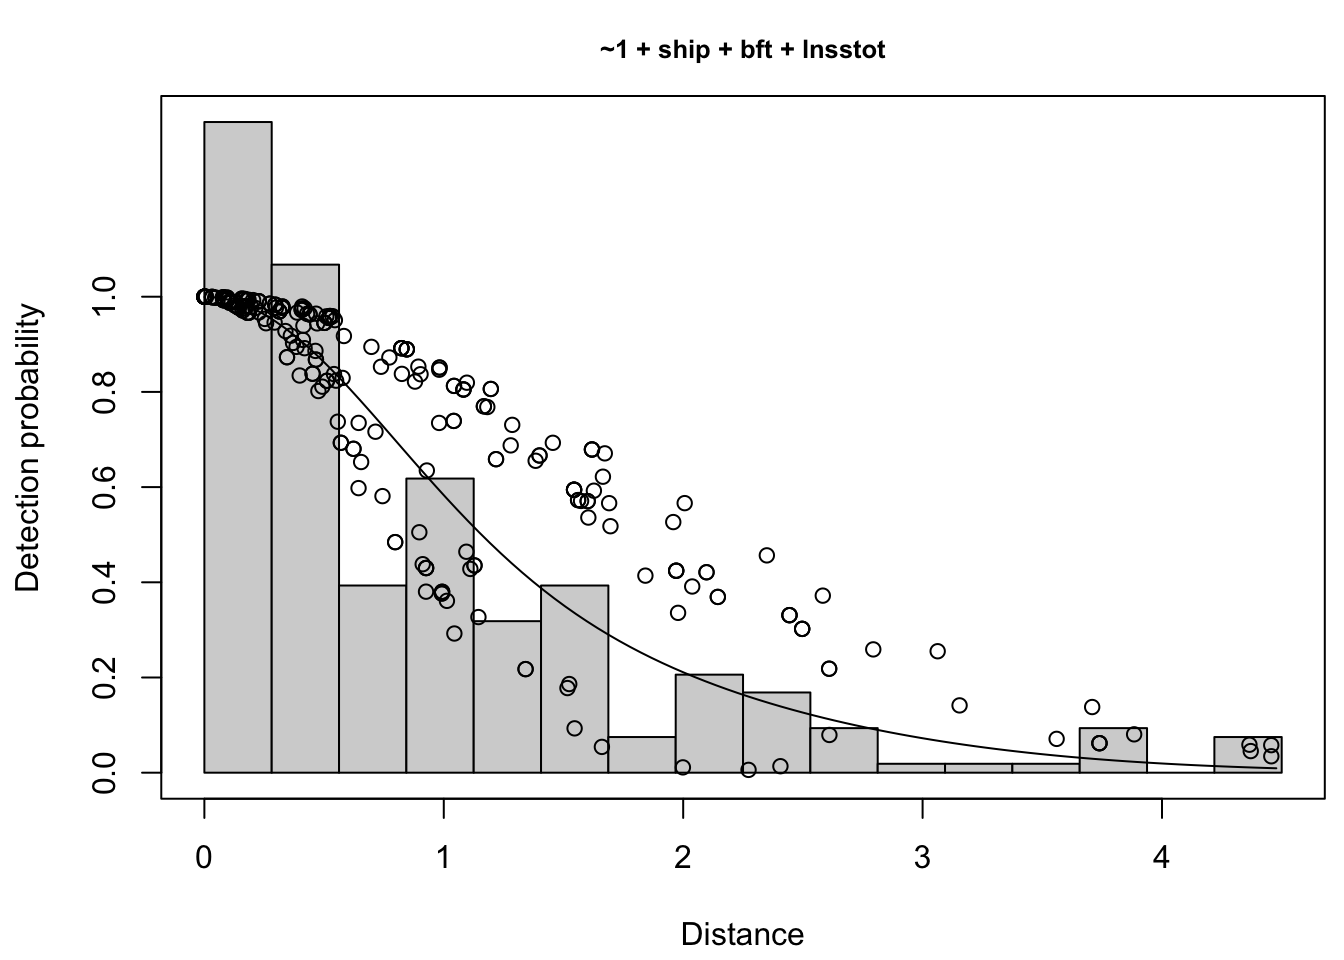 ~1 + ship + bft + lnsstot
Detection probability
1.0
0.8
0.6
0.4
0.2
0.0
0 1 2 3 4
Distance